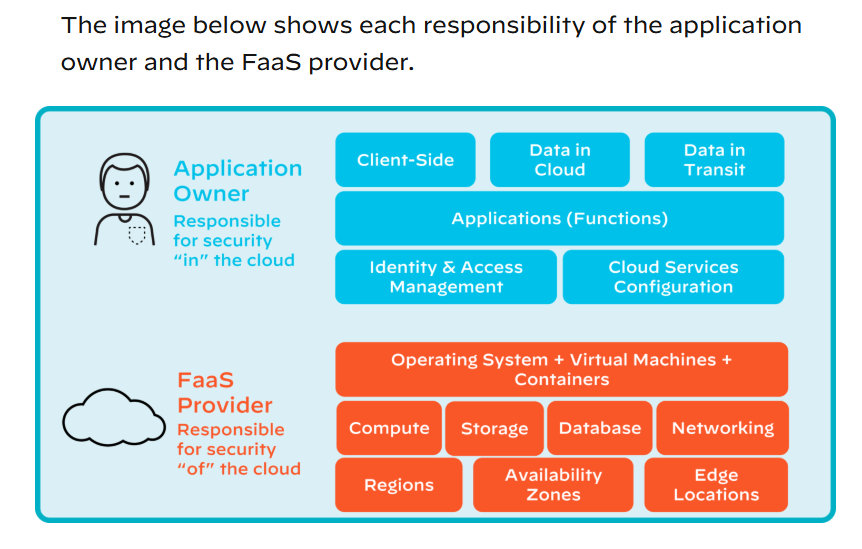 The image below shows each responsibility of the application
owner and the FaaS provider.
Application
Owner
Responsible
for security
“in” the cloud
Client-Side
Data in
Cloud
Data in
Transit
Applications (Functions)
Identity & Access
Management
Cloud Services
Configuration
FaaS
Provider
Responsible
for security
“of” the cloud
Operating System + Virtual Machines +
Containers
Compute
Storage
Database
Networking
Regions
Availability
Zones
Edge
Locations